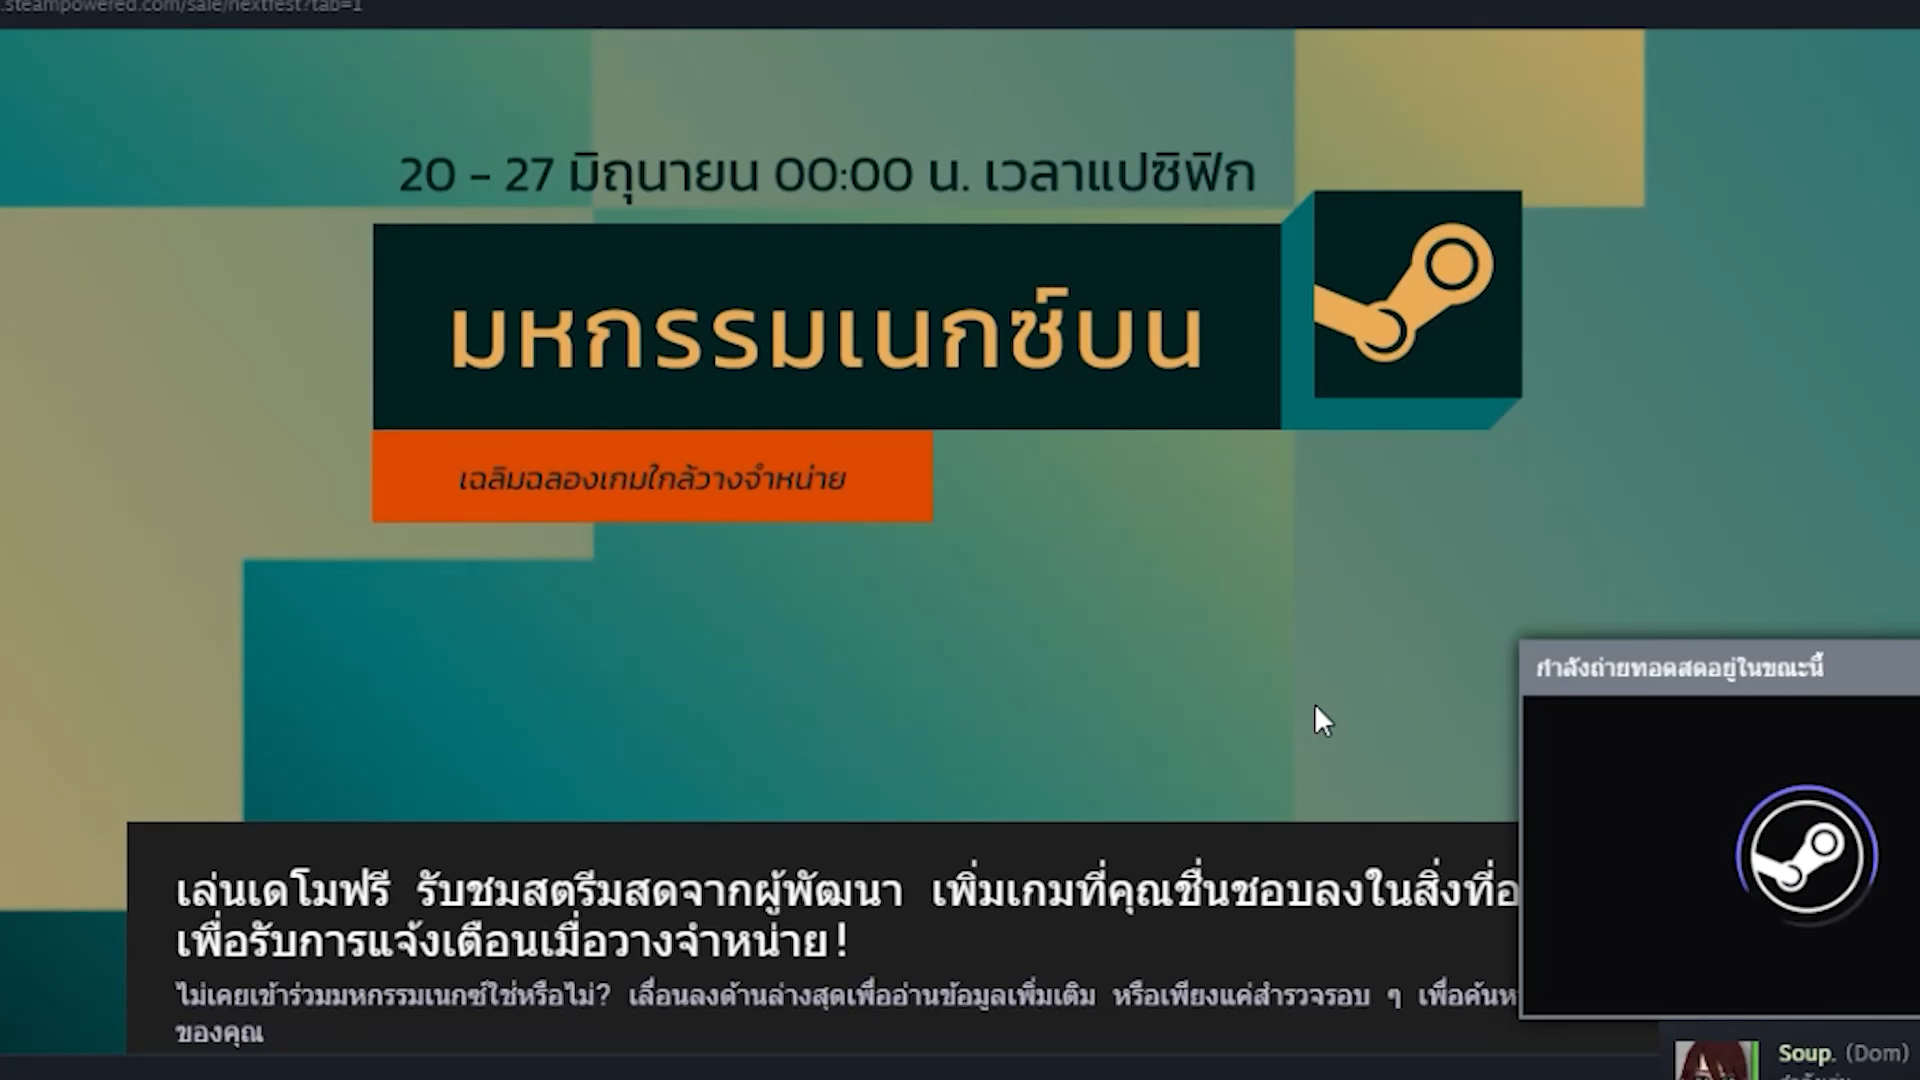 .steampowered.com/sale/nextfest?tab=1
20 – 27 มิถุนายน 00:00 น. เวลาแปซิฟิก
มหกรรมเนกซ์บน
เฉลิมฉลองเกมใกล้วางจำหน่าย
กำลังถ่ายทอดสดอยู่ในขณะนี้
เล่นเดโมฟรี รับชมสตรีมสดจากผู้พัฒนา เพิ่มเกมที่คุณชื่นชอบลงในสิ่งที่อ
เพื่อรับการแจ้งเตือนเมื่อวางจำหน่าย!
ไม่เคยเข้าร่วมมหกรรมเนกซ์ใช่หรือไม่? เลื่อนลงด้านล่างสุดเพื่ออ่านข้อมูลเพิ่มเติม หรือเพียงแค่สำรวจรอบ ๆ เพื่อค้นห
ของคุณ
Soup. (Dom)